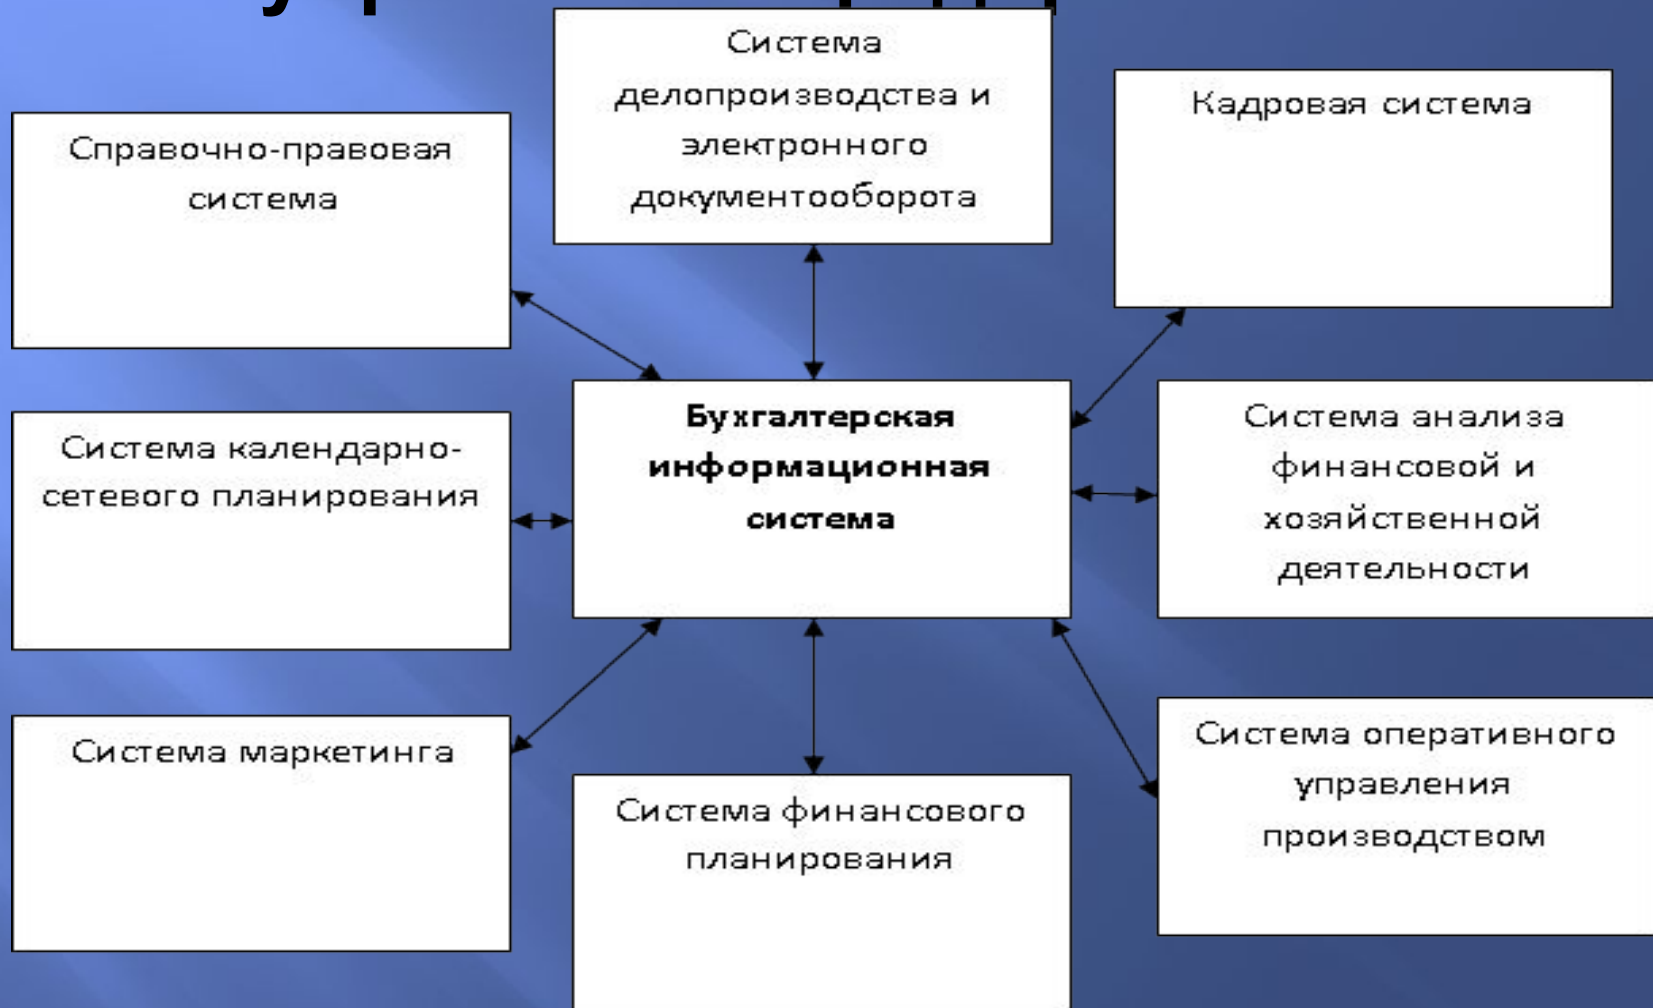 Система
делопроизводства и
электронного
документооборота
Кадровая система
Справочно-правовая
система
Бухгалтерская
информационная
система
Система календарно-
сетевого планирования
Система анализа
финансовой и
хозяйственной
деятельности
Система маркетинга
Система финансового
планирования
Система оперативного
управления
производством